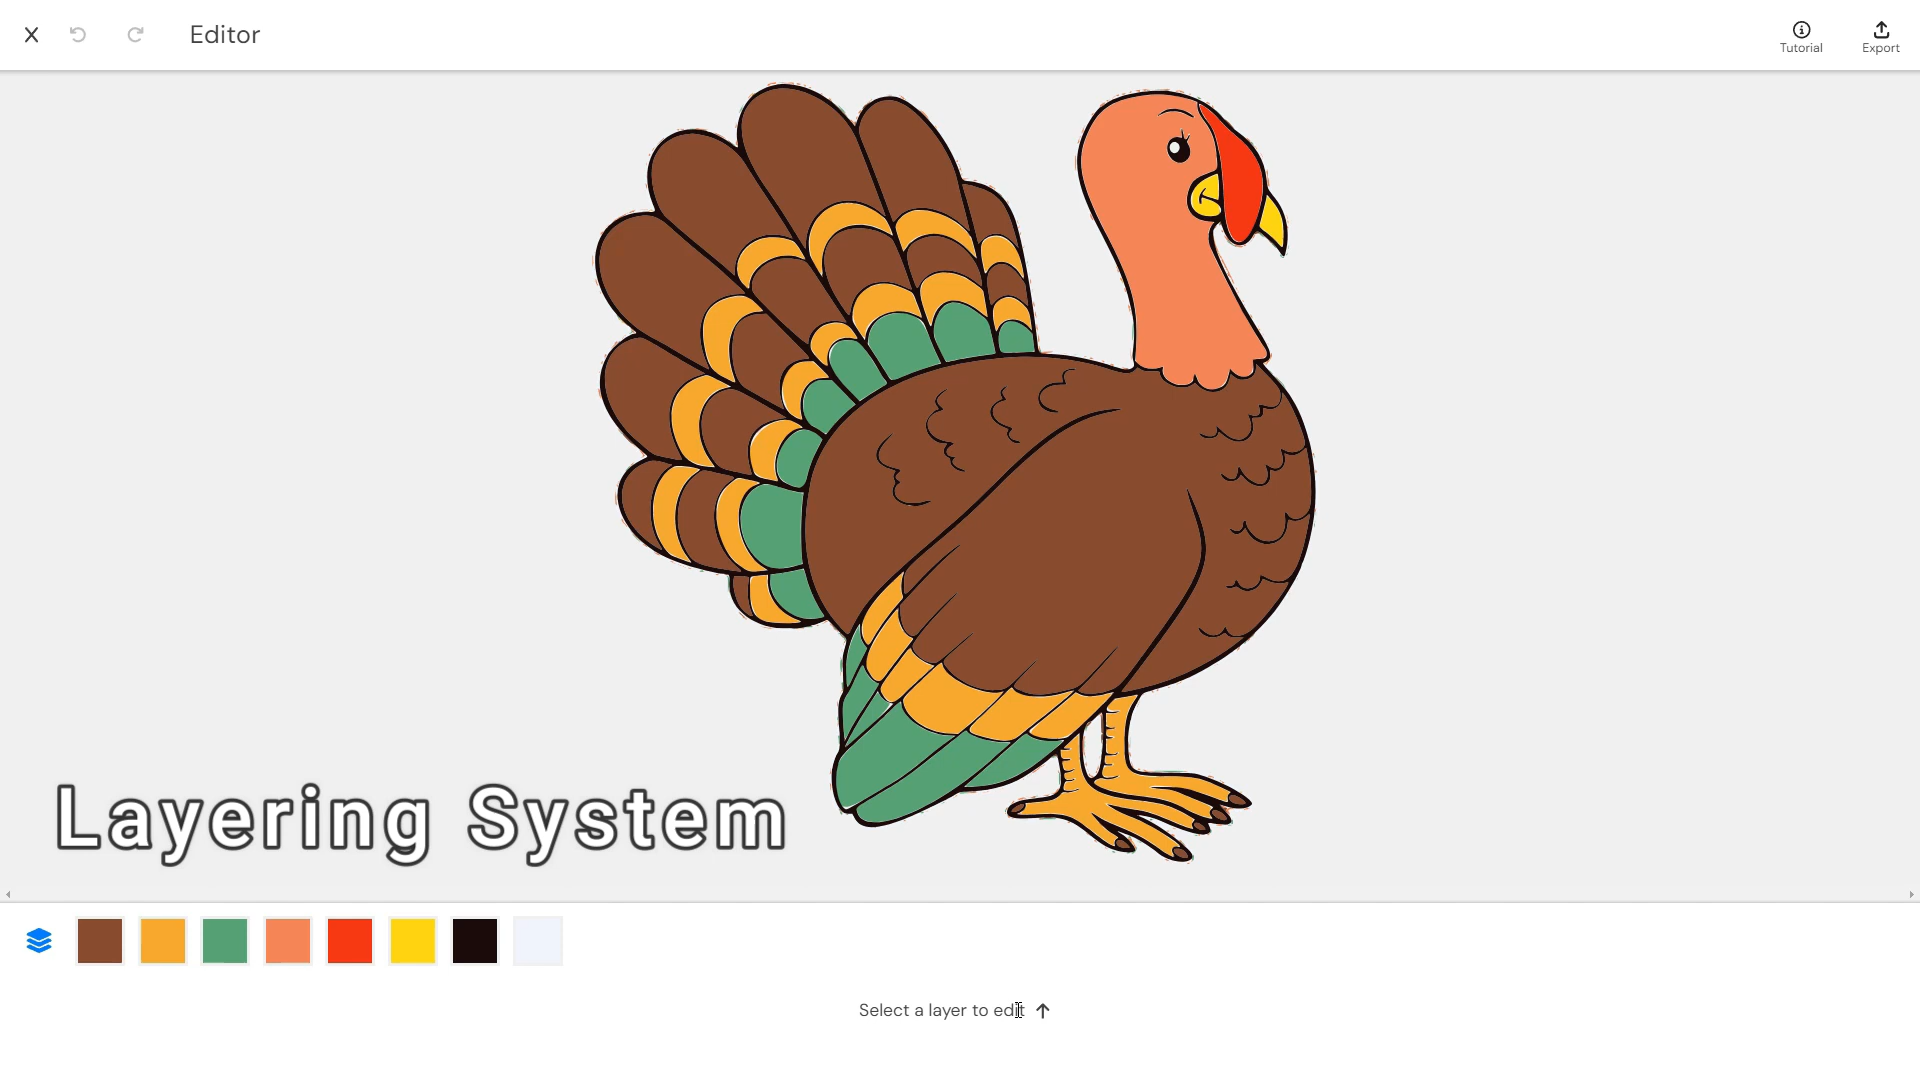 Editor
Tutorial
Export
Layering System
Select a layer to edit